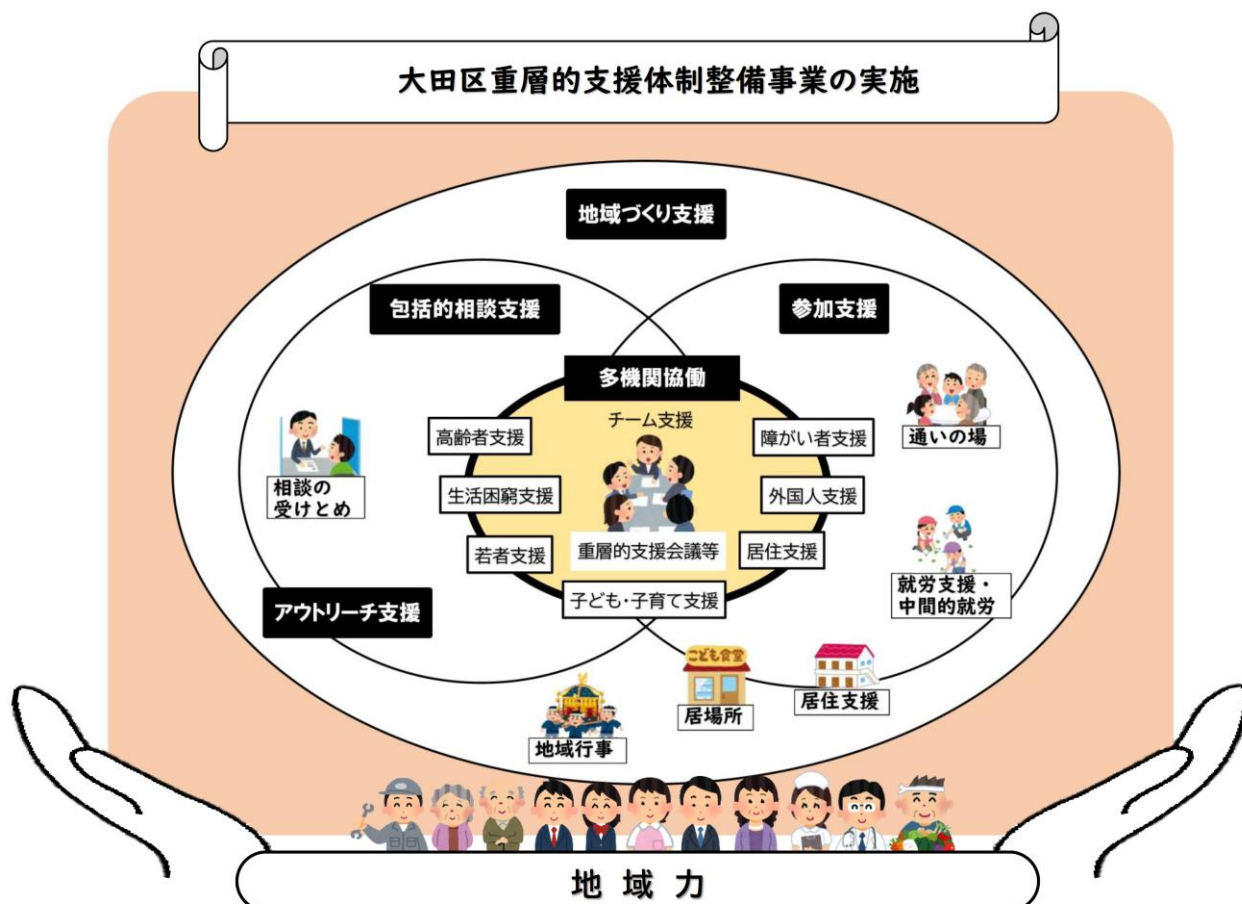 大田区重層的支援体制整備事業の実施
地域づくり支援
包括的相談支援
参加支援
多機関協働
チーム支援
高齢者支援
障がい者支援
通いの場
相談の
受けとめ
生活困窮支援
外国人支援
若者支援
重層的支援会議等
居住支援
就労支援・
中間的就労
子ども・子育て支援
アウトリーチ支援
こども食堂
居場所
居住支援
地域行事
地域力